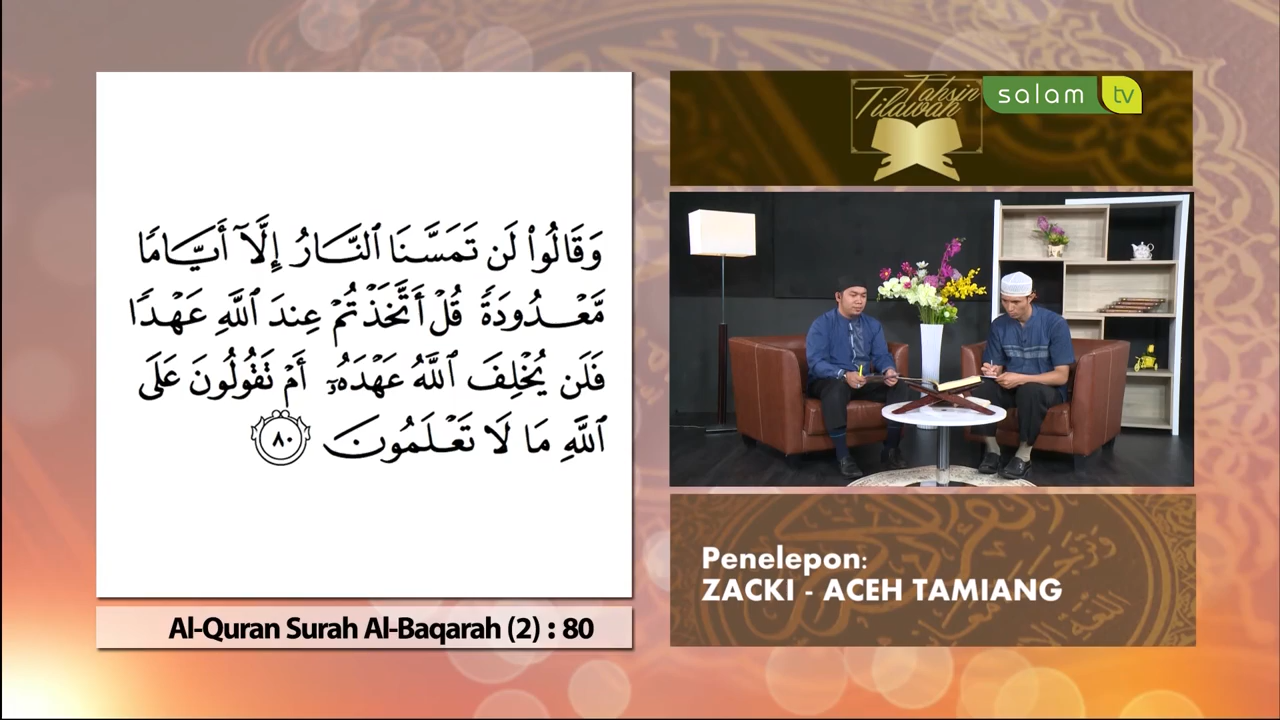 وَقَالُوا۟ لَن تَمَسَّنَا ٱلنَّارُ إِلَّآ أَيَّامًا
مَّعْدُودَةً قُلْ أَتَّخَذْتُمْ عِندَ ٱللَّهِ عَهْدًا
فَلَن يُخْلِفَ ٱللَّهُ عَهْدَهُۥٓ أَمْ تَقُولُونَ عَلَى
ٱللَّهِ مَا لَا تَعْلَمُونَ ٨٠
Al-Quran Surah Al-Baqarah (2) : 80
Tahsin
Tilawah
salam tv
Penelepon:
ZACKI - ACEH TAMIANG